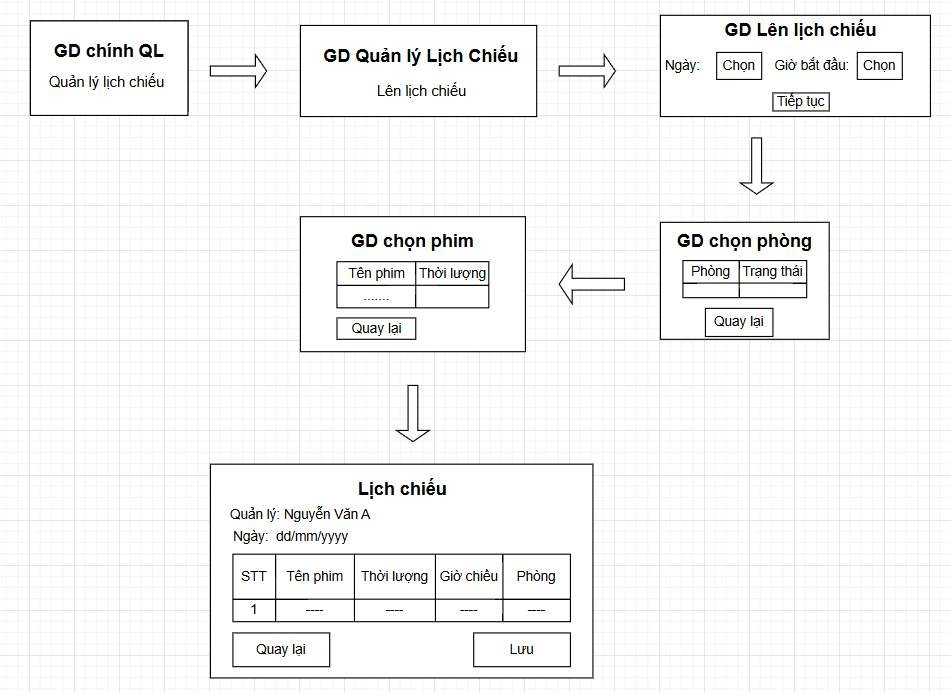 GD chính QL
Quản lý lịch chiếu
GD Quản lý Lịch Chiếu
Lên lịch chiếu
GD Lên lịch chiếu
Ngày: Chọn Giờ bắt đầu: Chọn
Tiếp tục
GD chọn phòng
Phòng Trạng thái
Quay lại
GD chọn phim
Tên phim Thời lượng
.......
Quay lại
Lịch chiếu
Quản lý: Nguyễn Văn A
Ngày: dd/mm/yyyy
STT Tên phim Thời lượng Giờ chiều Phòng
1 ---- ---- ---- ----
Quay lại Lưu